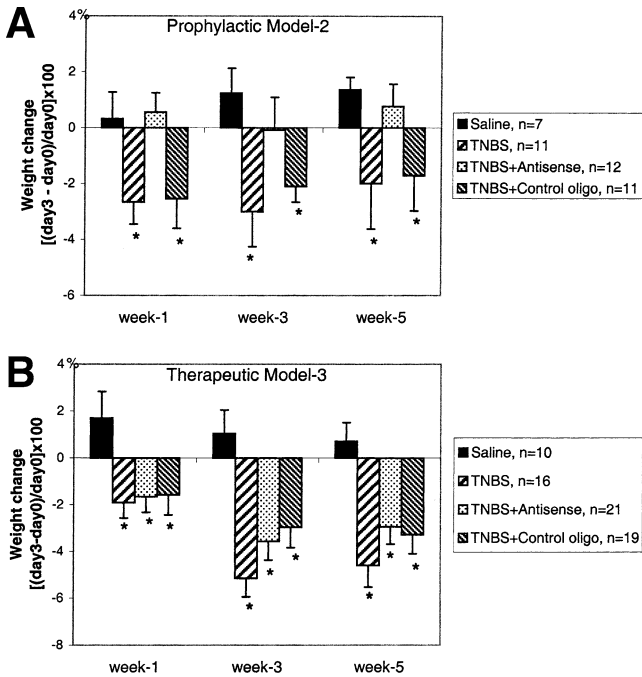 A
Prophylactic Model-2
4%
2
0
-2
-4
-6
Weight change
[(day3 - day0)/day0]x100
* * * * * *
week-1 week-3 week-5
Saline, n=7
TNBS, n=11
TNBS+Antisense, n=12
TNBS+Control oligo, n=11
B
Therapeutic Model-3
4%
2
0
-2
-4
-6
-8
Weight change
[(day3-day0)/day0]x100
* * * * * * * * *
week-1 week-3 week-5
Saline, n=10
TNBS, n=16
TNBS+Antisense, n=21
TNBS+Control oligo, n=19